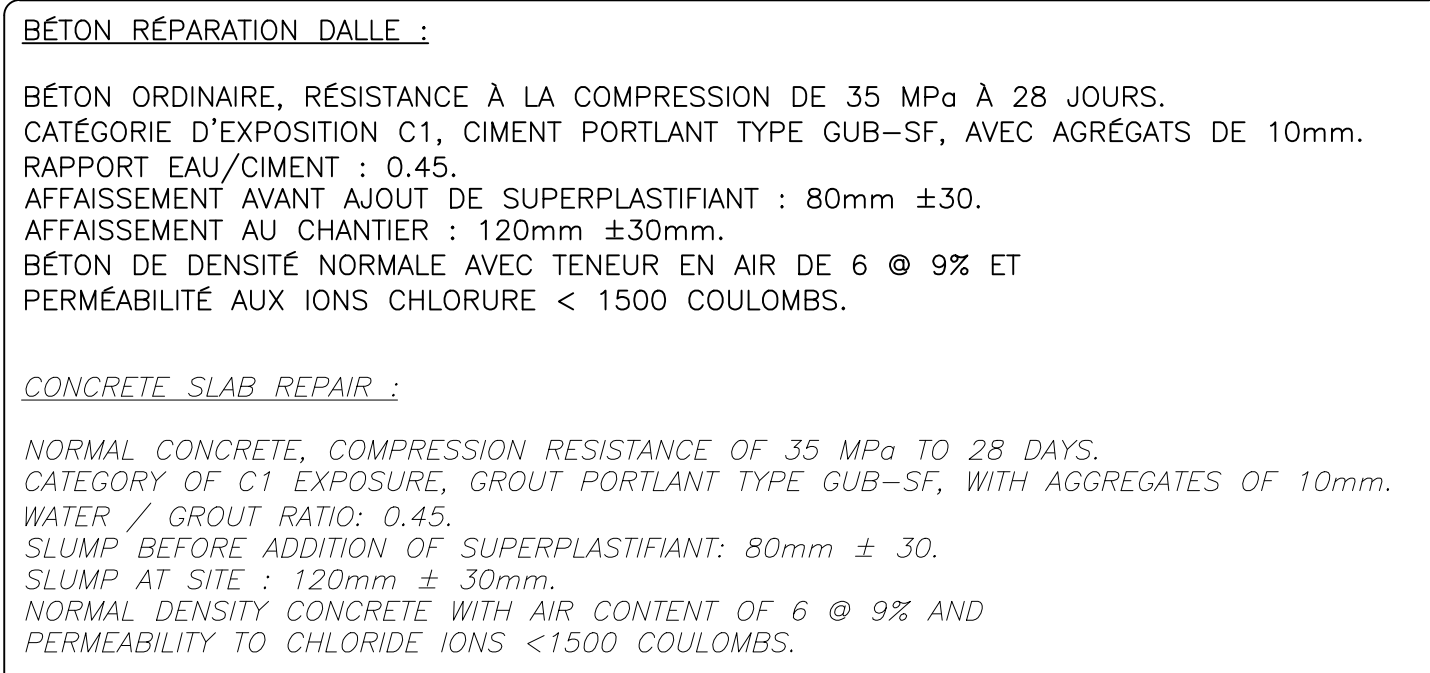 BÉTON RÉPARATION DALLE :
BÉTON ORDINAIRE, RÉSISTANCE À LA COMPRESSION DE 35 MPa À 28 JOURS.
CATÉGORIE D'EXPOSITION C1, CIMENT PORTLANT TYPE GUB-SF, AVEC AGRÉGATS DE 10mm.
RAPPORT EAU/CIMENT : 0.45.
AFFAISSEMENT AVANT AJOUT DE SUPERPLASTIFIANT : 80mm ±30.
AFFAISSEMENT AU CHANTIER : 120mm ±30mm.
BÉTON DE DENSITÉ NORMALE AVEC TENEUR EN AIR DE 6 @ 9% ET
PERMÉABILITÉ AUX IONS CHLORURE < 1500 COULOMBS.
CONCRETE SLAB REPAIR :
NORMAL CONCRETE, COMPRESSION RESISTANCE OF 35 MPa TO 28 DAYS.
CATEGORY OF C1 EXPOSURE, GROUT PORTLANT TYPE GUB-SF, WITH AGGREGATES OF 10mm.
WATER / GROUT RATIO: 0.45.
SLUMP BEFORE ADDITION OF SUPERPLASTIFIANT: 80mm ± 30.
SLUMP AT SITE : 120mm ± 30mm.
NORMAL DENSITY CONCRETE WITH AIR CONTENT OF 6 @ 9% AND
PERMEABILITY TO CHLORIDE IONS <1500 COULOMBS.